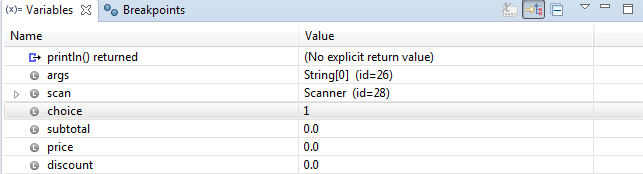 (x)= Variables Breakpoints
Name Value
println() returned (No explicit return value)
args String[0] (id=26)
scan Scanner (id=28)
choice 1
subtotal 0.0
price 0.0
discount 0.0